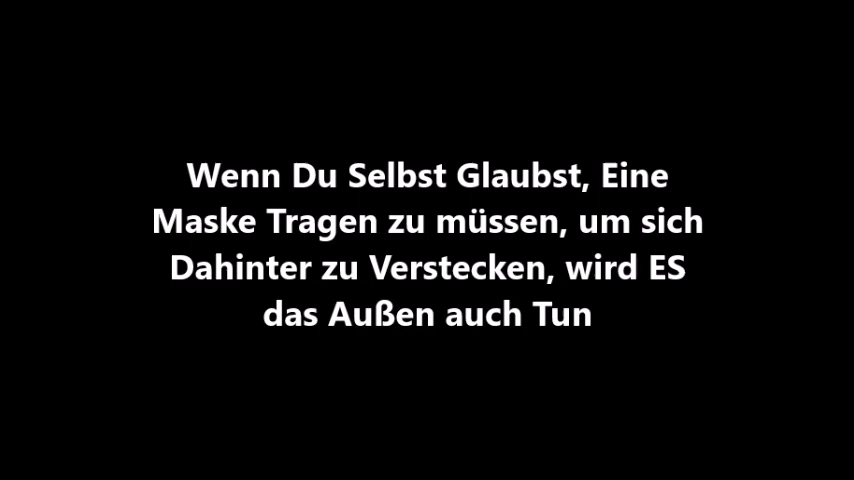 Wenn Du Selbst Glaubst, Eine
Maske Tragen zu müssen, um sich
Dahinter zu Verstecken, wird ES
das Außen auch Tun